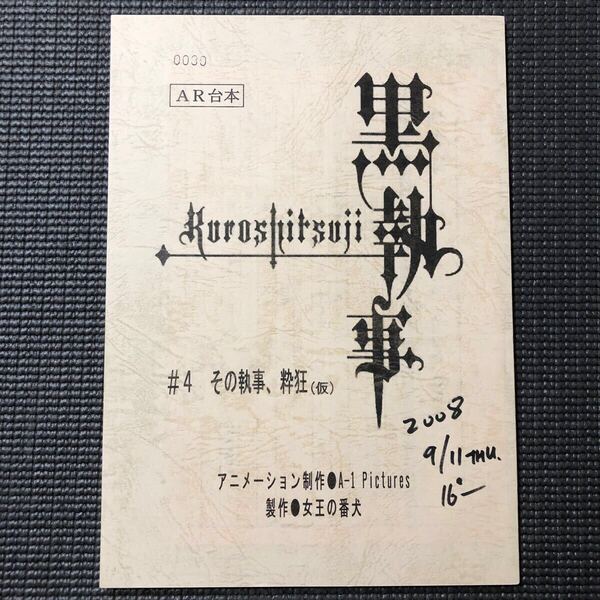 0030
AR台本
黒執事
Kuroshitsuji
#4 その執事、粋狂(仮)
2008
9/11 THU.
16°-
アニメーション制作●A-1 Pictures
製作●女王の番犬